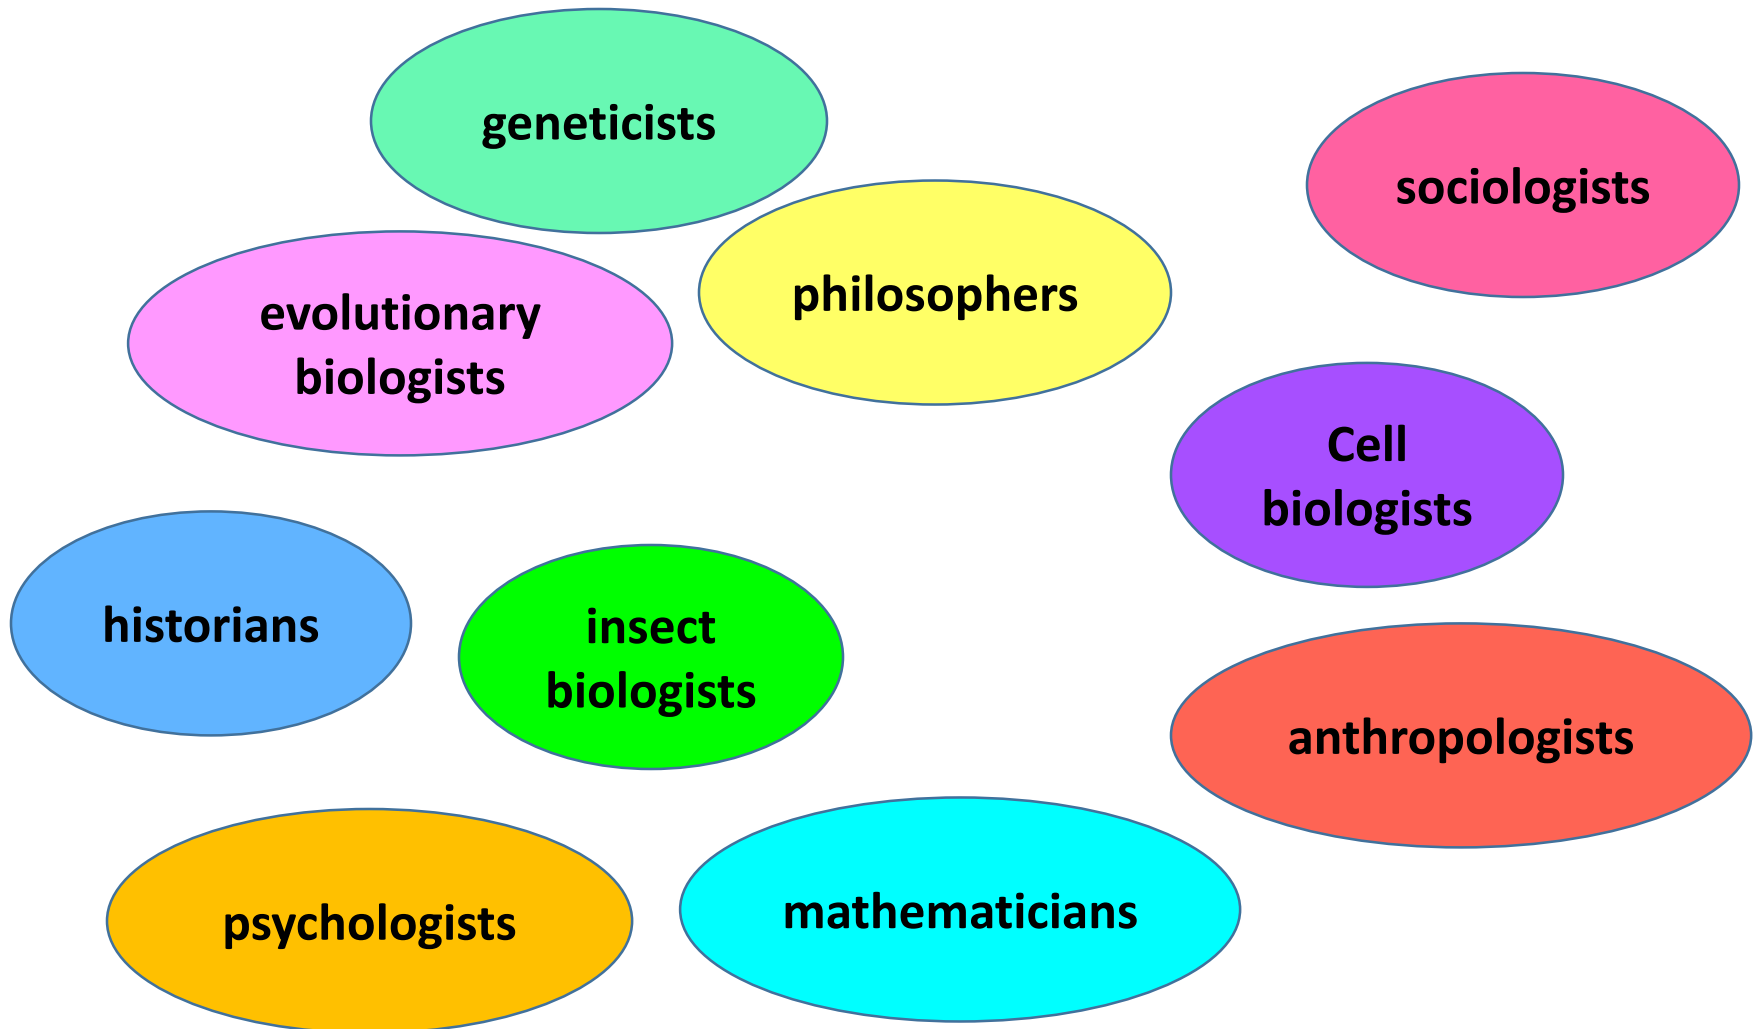 geneticists
sociologists
philosophers
evolutionary
biologists
Cell
biologists
historians
insect
biologists
anthropologists
psychologists
mathematicians